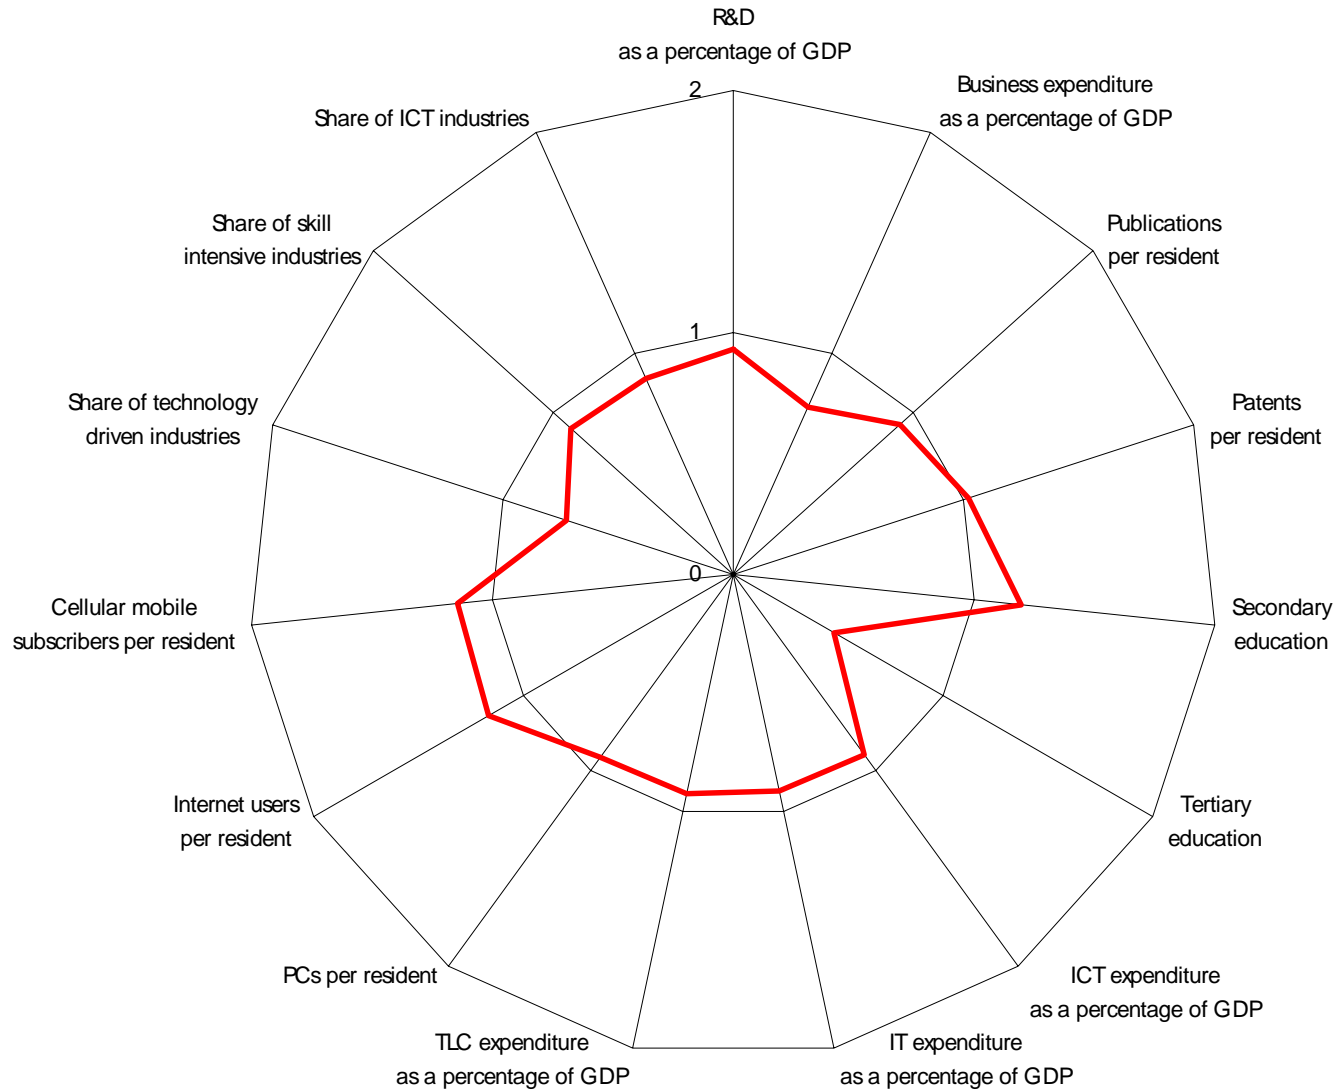 R&D
as a percentage of GDP
2
Business expenditure
as a percentage of GDP
Share of ICT industries
Share of skill
intensive industries
Publications
per resident
1
Share of technology
driven industries
Patents
per resident
0
Cellular mobile
subscribers per resident
Secondary
education
Internet users
per resident
Tertiary
education
PCs per resident
ICT expenditure
as a percentage of GDP
TLC expenditure
as a percentage of GDP
IT expenditure
as a percentage of GDP